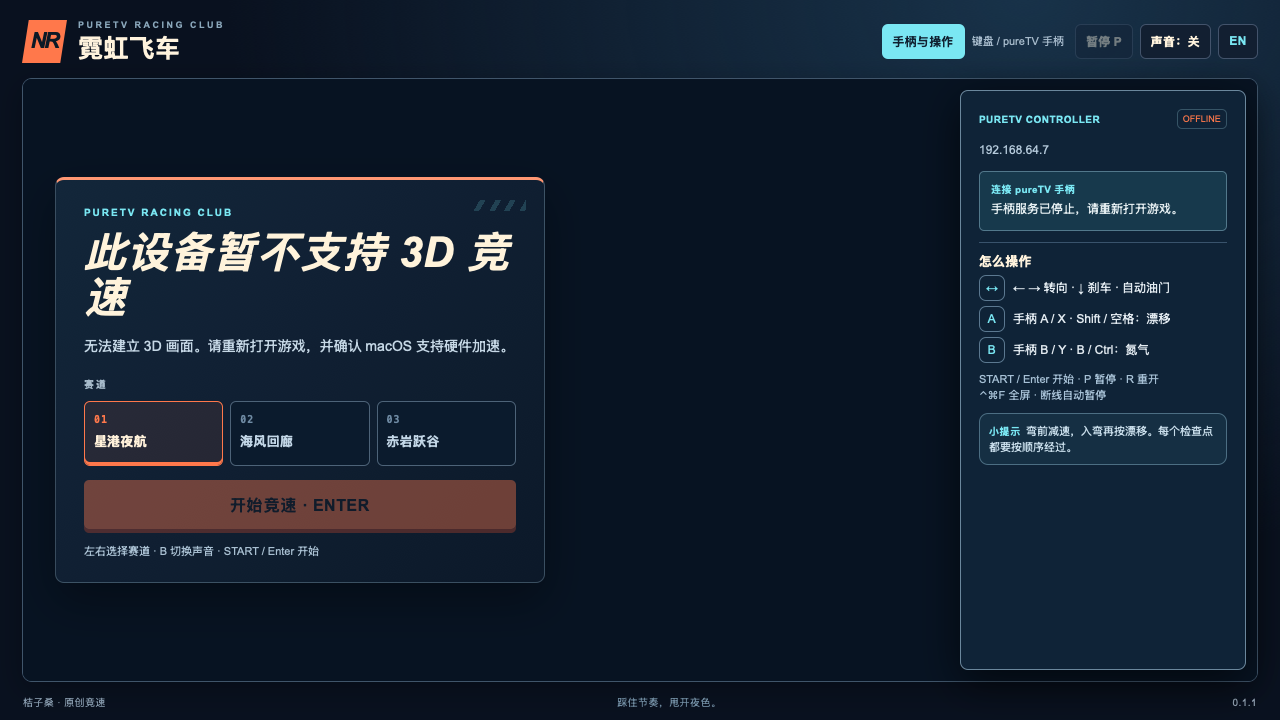 NR
PURETV RACING CLUB
霓虹飞车
手柄与操作
键盘 / pureTV 手柄
暂停 P
声音：关
EN
PURETV RACING CLUB
此设备暂不支持 3D 竞
速
无法建立 3D 画面。请重新打开游戏，并确认 macOS 支持硬件加速。
赛道
01
星港夜航
02
海风回廊
03
赤岩跃谷
开始竞速 · ENTER
左右选择赛道 · B 切换声音 · START / Enter 开始
PURETV CONTROLLER
OFFLINE
192.168.64.7
连接 pureTV 手柄
手柄服务已停止，请重新打开游戏。
怎么操作
↔ ← → 转向 · ↓ 刹车 · 自动油门
A 手柄 A / X · Shift / 空格：漂移
B 手柄 B / Y · B / Ctrl：氮气
START / Enter 开始 · P 暂停 · R 重开
^⌘F 全屏 · 断线自动暂停
小提示 弯前减速，入弯再按漂移。每个检查点
都要按顺序经过。
桔子桑 · 原创竞速
踩住节奏，甩开夜色。
0.1.1